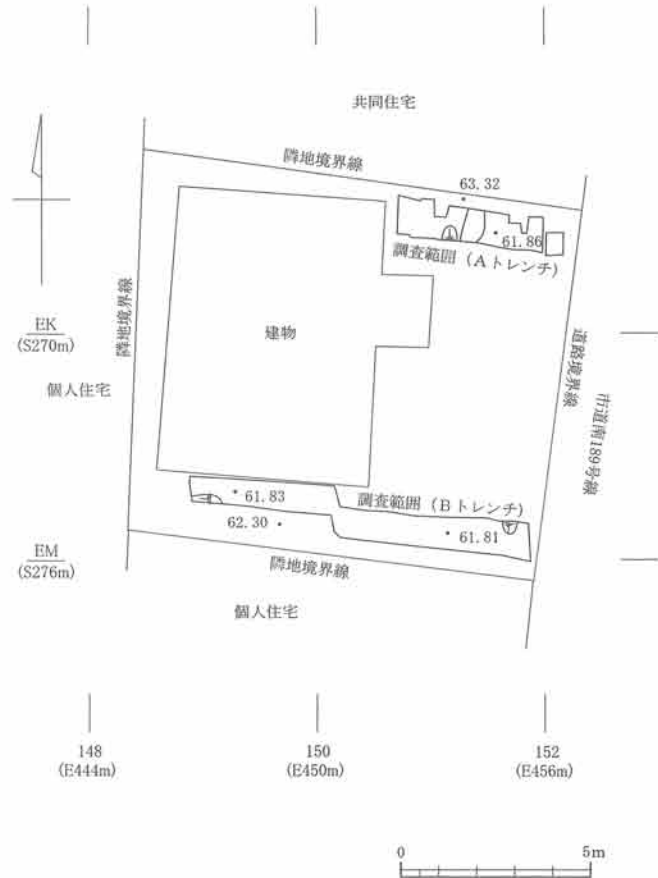 共同住宅
隣地境界線
63.32
61.86
調査範囲（Aトレンチ）
隣地境界線
EK
(S270m)
建物
道路境界線
市道南189号線
個人住宅
61.83
調査範囲（Bトレンチ）
62.30
61.81
EM
(S276m)
隣地境界線
個人住宅
148
(E444m)
150
(E450m)
152
(E456m)
0
5m